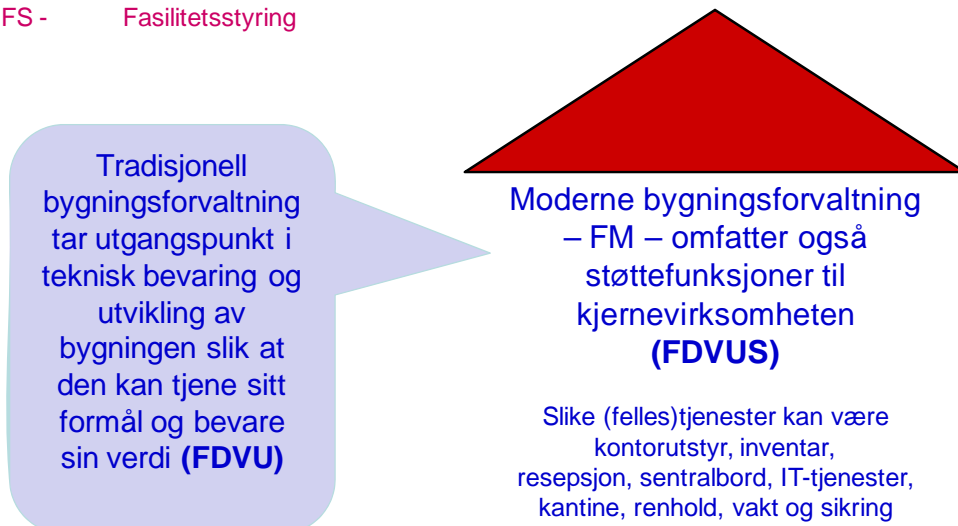 FS - Fasilitetsstyring
Tradisjonell
bygningsforvaltning
tar utgangspunkt i
teknisk bevaring og
utvikling av
bygningen slik at
den kan tjene sitt
formål og bevare
sin verdi (FDVU)
Moderne bygningsforvaltning
– FM – omfatter også
støttefunksjoner til
kjernevirksomheten
(FDVUS)
Slike (felles)tjenester kan være
kontorutstyr, inventar,
resepsjon, sentralbord, IT-tjenester,
kantine, renhold, vakt og sikring